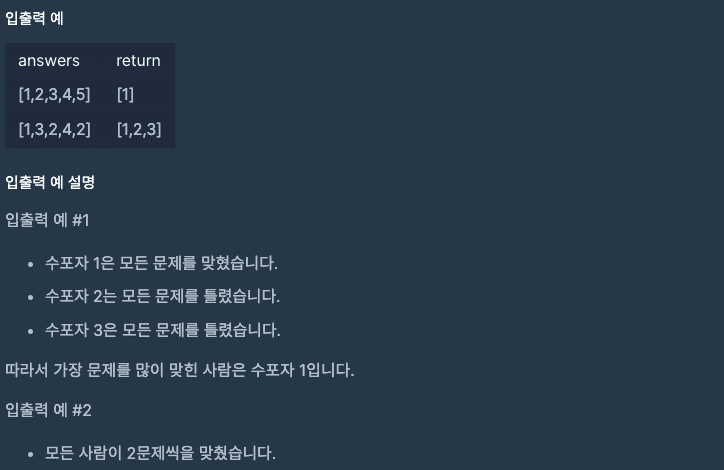 입출력 예
answers return
[1,2,3,4,5] [1]
[1,3,2,4,2] [1,2,3]
입출력 예 설명
입출력 예 #1
• 수포자 1은 모든 문제를 맞혔습니다.
• 수포자 2는 모든 문제를 틀렸습니다.
• 수포자 3은 모든 문제를 틀렸습니다.
따라서 가장 문제를 많이 맞힌 사람은 수포자 1입니다.
입출력 예 #2
• 모든 사람이 2문제씩을 맞췄습니다.